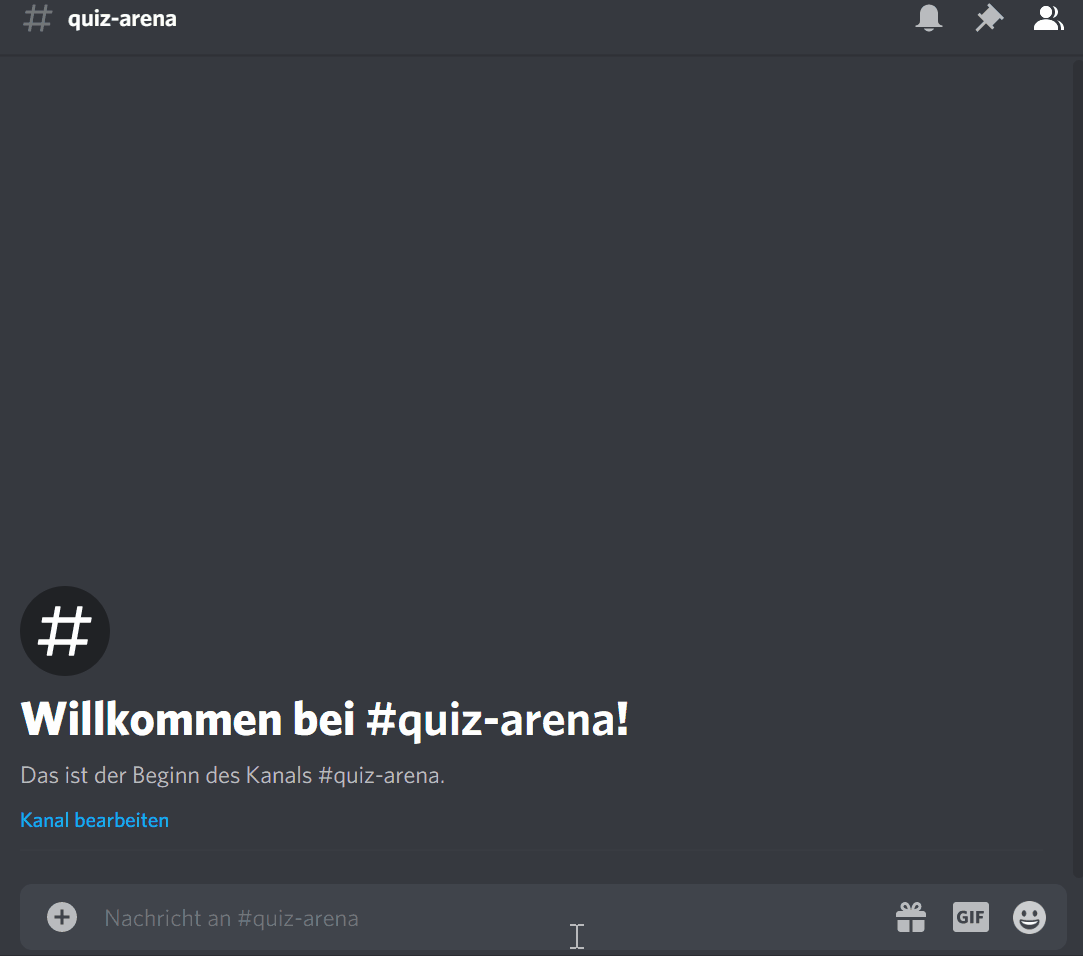 # quiz-arena
#
Willkommen bei #quiz-arena!
Das ist der Beginn des Kanals #quiz-arena.
Kanal bearbeiten
Nachricht an #quiz-arena
GIF